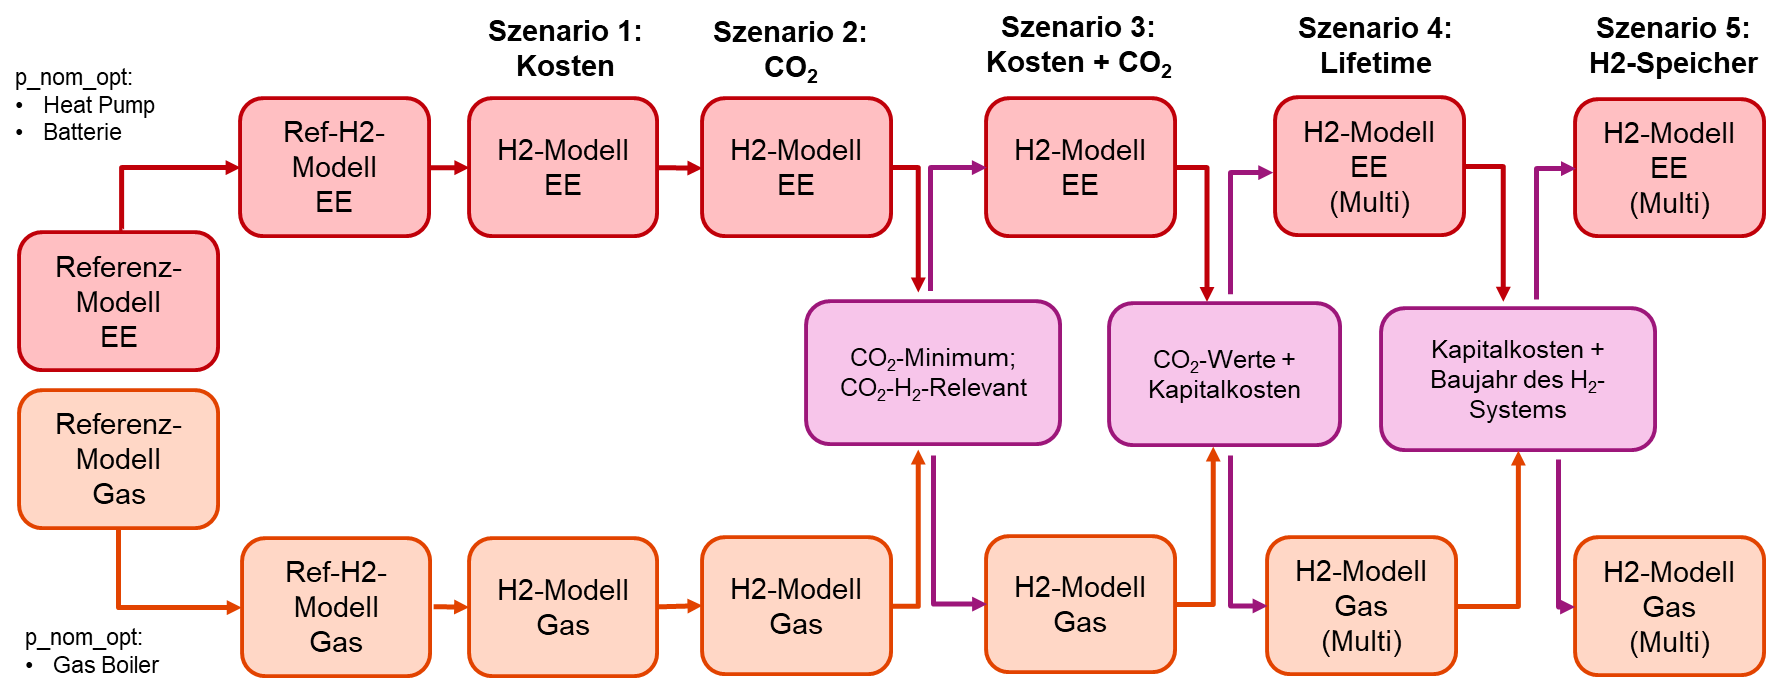 Szenario 1:
Kosten
Szenario 2:
CO₂
Szenario 3:
Kosten + CO₂
Szenario 4:
Lifetime
Szenario 5:
H2-Speicher
p_nom_opt:
• Heat Pump
• Batterie
Ref-H2-
Modell
EE
H2-Modell
EE
H2-Modell
EE
H2-Modell
EE
H2-Modell
EE
(Multi)
H2-Modell
EE
(Multi)
Referenz-
Modell
EE
CO₂-Minimum;
CO₂-H₂-Relevant
CO₂-Werte +
Kapitalkosten
Kapitalkosten +
Baujahr des H₂-
Systems
Referenz-
Modell
Gas
Ref-H2-
Modell
Gas
H2-Modell
Gas
H2-Modell
Gas
H2-Modell
Gas
H2-Modell
Gas
(Multi)
H2-Modell
Gas
(Multi)
p_nom_opt:
• Gas Boiler